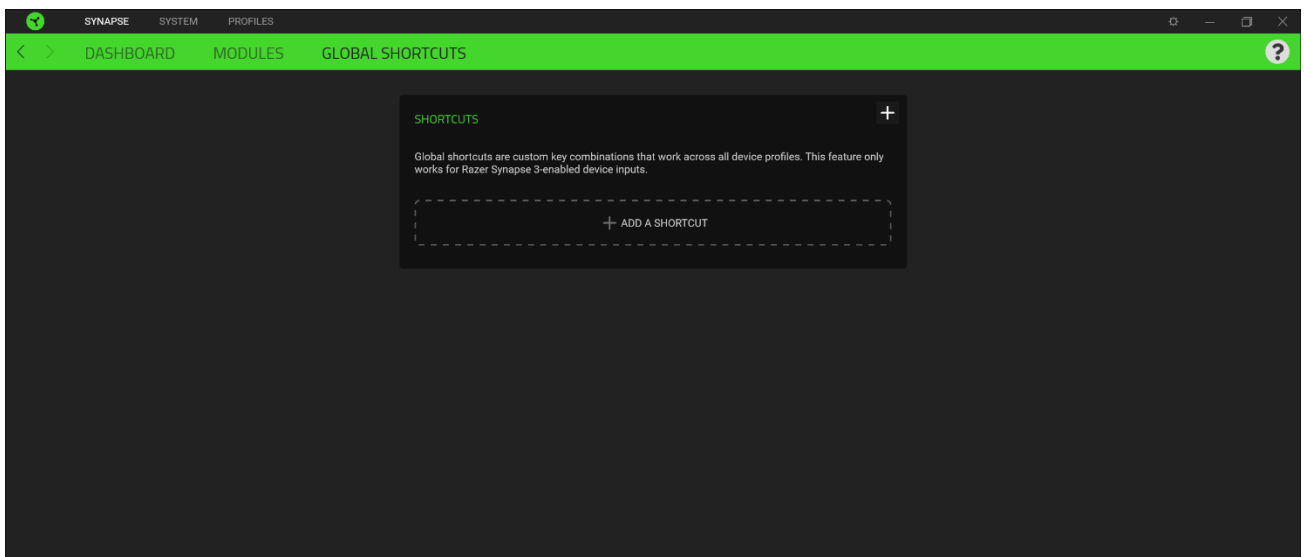 SYNAPSE SYSTEM PROFILES
DASHBOARD MODULES GLOBAL SHORTCUTS
SHORTCUTS
Global shortcuts are custom key combinations that work across all device profiles. This feature only
works for Razer Synapse 3-enabled device inputs.
ADD A SHORTCUT